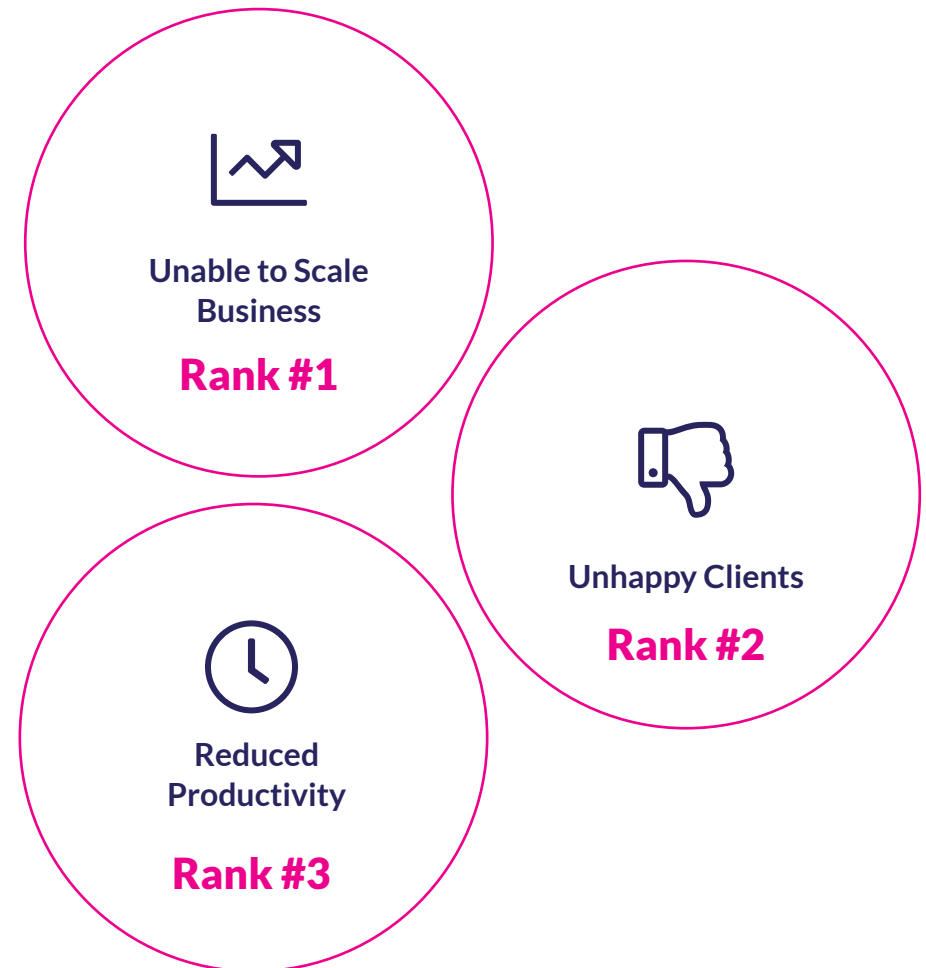 Unable to Scale
Business
Rank #1
Unhappy Clients
Rank #2
Reduced
Productivity
Rank #3